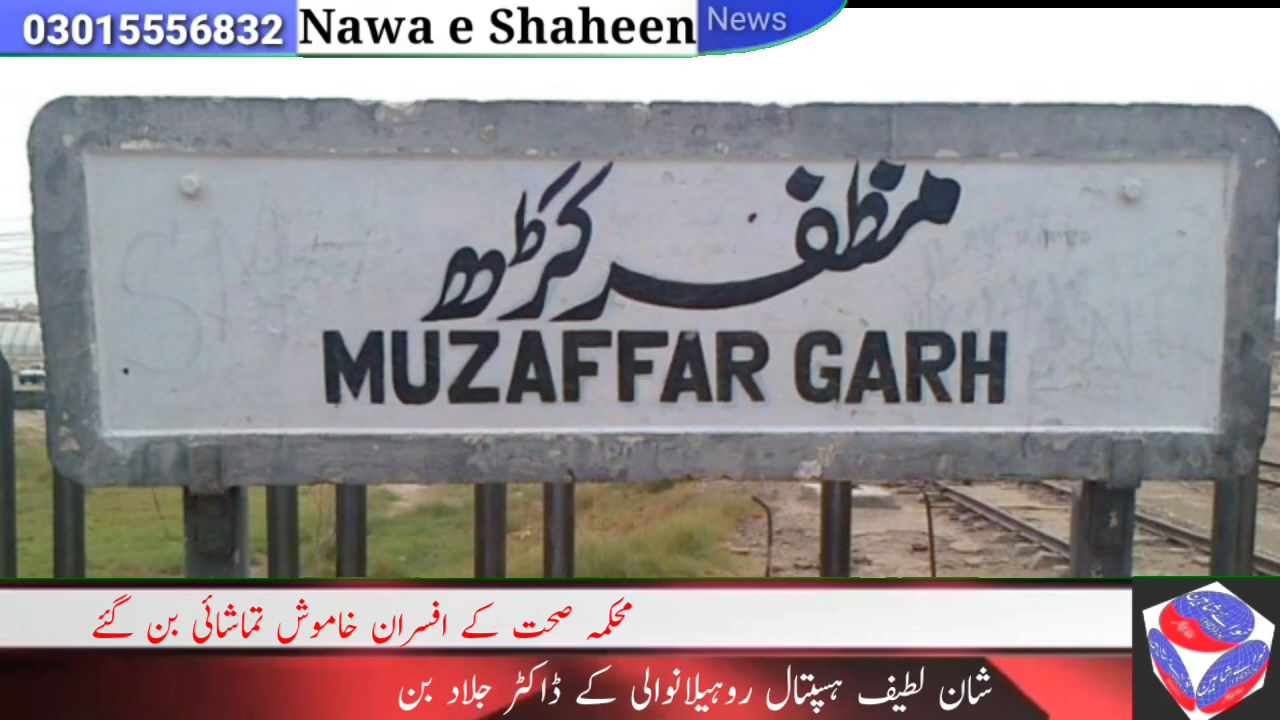 03015556832 Nawa e Shaheen News
مظفر گڑھ
MUZAFFAR GARH
محکمہ صحت کے افسران خاموش تماشائی بن گئے
شان لطیف ہسپتال روہیلانوالی کے ڈاکٹر جلاد بن